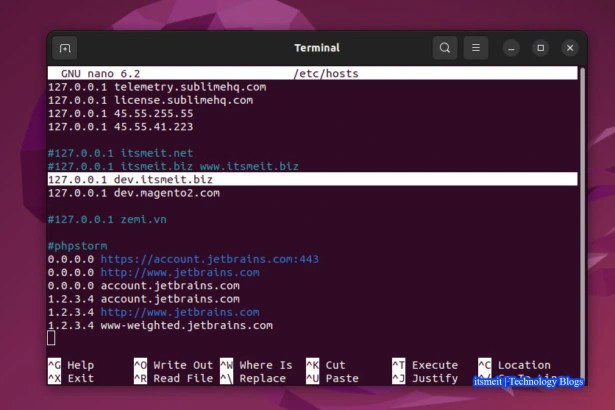 Terminal
GNU nano 6.2 /etc/hosts
127.0.0.1 telemetry.sublimehq.com
127.0.0.1 license.sublimehq.com
127.0.0.1 45.55.255.55
127.0.0.1 45.55.41.223
#127.0.0.1 itsmeit.net
#127.0.0.1 itsmeit.biz www.itsmeit.biz
127.0.0.1 dev.itsmeit.biz
127.0.0.1 dev.magento2.com
#127.0.0.1 zemi.vn
#phpstorm
0.0.0.0 https://account.jetbrains.com:443
0.0.0.0 http://www.jetbrains.com
0.0.0.0 account.jetbrains.com
1.2.3.4 account.jetbrains.com
1.2.3.4 http://www.jetbrains.com
1.2.3.4 www-weighted.jetbrains.com
^G Help ^O Write Out ^W Where Is ^K Cut ^T Execute ^C Location
^X Exit ^R Read File ^\ Replace ^U Paste ^J Justify
itsmeit | Technology Blogs